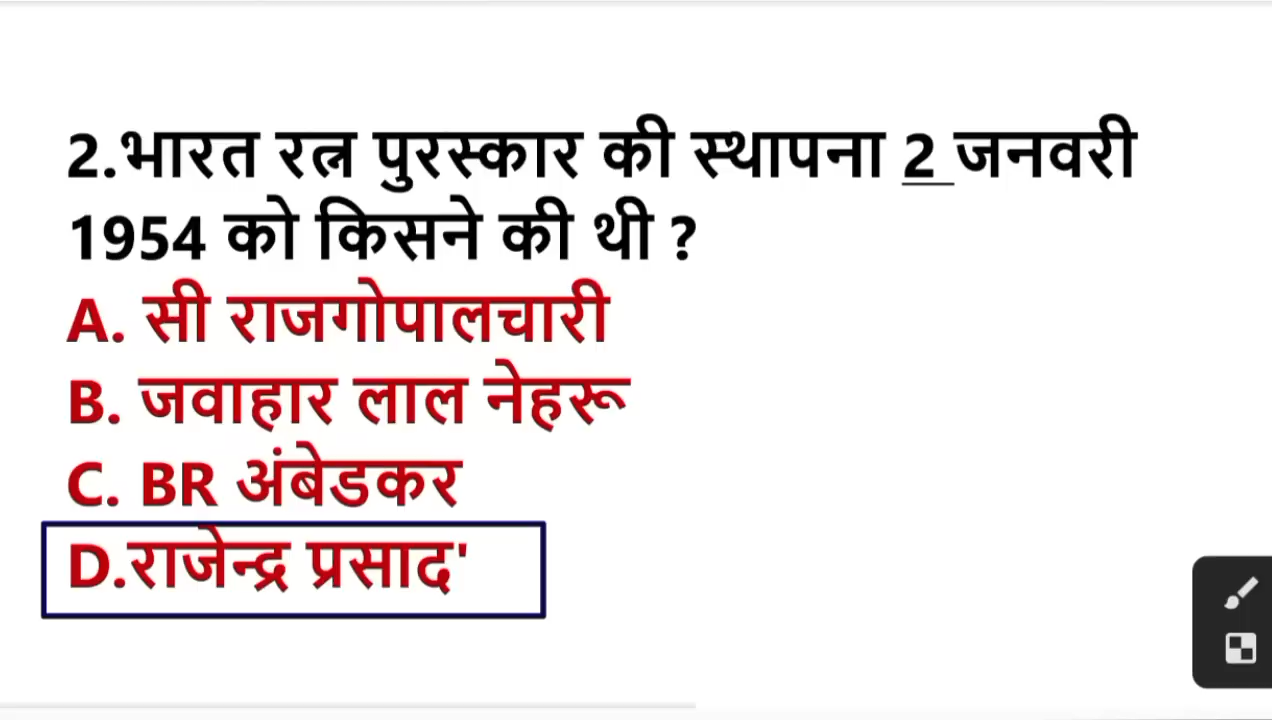 2.भारत रत्न पुरस्कार की स्थापना 2 जनवरी
1954 को किसने की थी ?
A. सी राजगोपालचारी
B. जवाहार लाल नेहरू
C. BR अंबेडकर
D.राजेन्द्र प्रसाद'